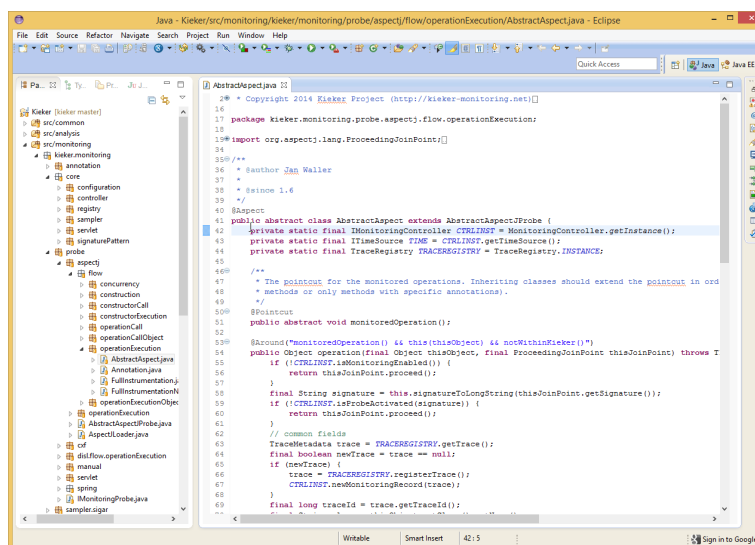 Java - Kieker/src/monitoring/kieker/monitoring/probe/aspectj/flow/operationExecution/AbstractAspect.java - Eclipse
File Edit Source Refactor Navigate Search Project Run Window Help
Quick Access
Java
Java EE
Pa...
Ty...
Pr...
Ju J...
Kieker [kieker master]
src/common
src/analysis
src/monitoring
kieker.monitoring
annotation
core
configuration
controller
registry
sampler
servlet
signaturePattern
probe
aspectj
flow
concurrency
construction
constructorCall
constructorExecution
operationCall
operationCallObject
operationExecution
AbstractAspect.java
Annotation.java
FullInstrumentation.j
FullInstrumentationN
operationExecutionObjec
operationExecution
AbstractAspectJProbe.java
AspectLoader.java
cxf
disl.flow.operationExecution
manual
servlet
spring
IMonitoringProbe.java
sampler.sigar
AbstractAspect.java
2 * Copyright 2014 Kieker Project (http://kieker-monitoring.net)
16
17 package kieker.monitoring.probe.aspectj.flow.operationExecution;
18
19 import org.aspectj.lang.ProceedingJoinPoint;
34
35 /**
36 * @author Jan Waller
37 *
38 * @since 1.6
39 */
40 @Aspect
41 public abstract class AbstractAspect extends AbstractAspectJProbe {
42 private static final IMonitoringController CTRLINST = MonitoringController.getInstance();
43 private static final ITimeSource TIME = CTRLINST.getTimeSource();
44 private static final TraceRegistry TRACEREGISTRY = TraceRegistry.INSTANCE;
45
46 /**
47 * The pointcut for the monitored operations. Inheriting classes should extend the pointcut in ord
48 * methods or only methods with specific annotations).
49 */
50 @Pointcut
51 public abstract void monitoredOperation();
52
53 @Around("monitoredOperation() && this(thisObject) && notWithinKieker()")
54 public Object operation(final Object thisObject, final ProceedingJoinPoint thisJoinPoint) throws T
55 if (!CTRLINST.isMonitoringEnabled()) {
56 return thisJoinPoint.proceed();
57 }
58 final String signature = this.signatureToLongString(thisJoinPoint.getSignature());
59 if (!CTRLINST.isProbeActivated(signature)) {
60 return thisJoinPoint.proceed();
61 }
62 // common fields
63 TraceMetadata trace = TRACEREGISTRY.getTrace();
64 final boolean newTrace = trace == null;
65 if (newTrace) {
66 trace = TRACEREGISTRY.registerTrace();
67 CTRLINST.newMonitoringRecord(trace);
68 }
69 final long traceId = trace.getTraceId();
Writable
Smart Insert
42 : 5
Sign in to Google